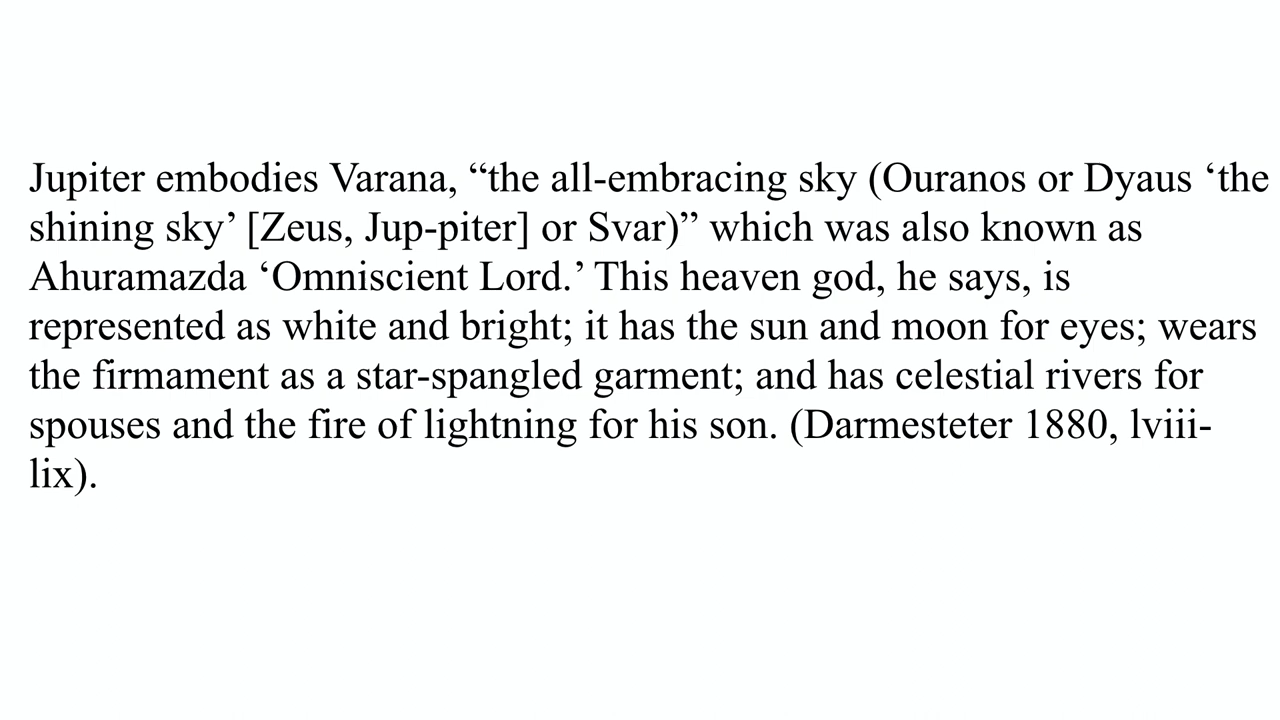 Jupiter embodies Varana, “the all-embracing sky (Ouranos or Dyaus ‘the
shining sky’ [Zeus, Jup-piter] or Svar)” which was also known as
Ahuramazda ‘Omniscient Lord.’ This heaven god, he says, is
represented as white and bright; it has the sun and moon for eyes; wears
the firmament as a star-spangled garment; and has celestial rivers for
spouses and the fire of lightning for his son. (Darmesteter 1880, lviii-
lix).